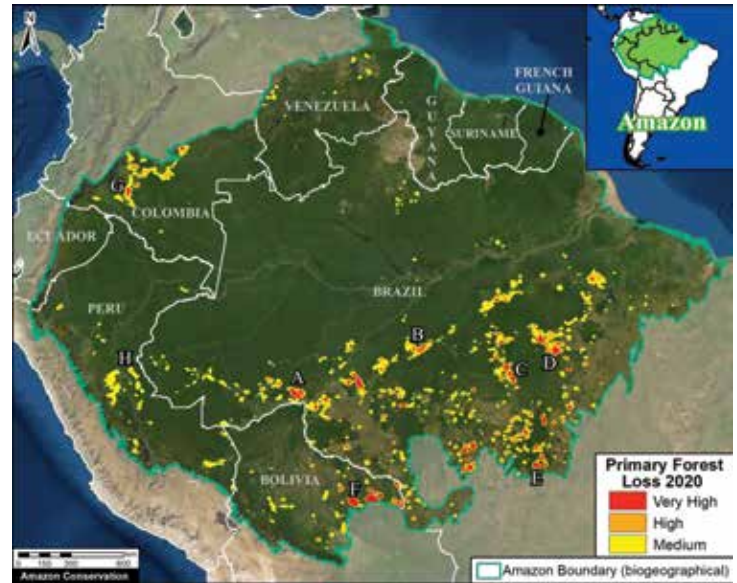 N
VENEZUELA
GUYANA
SURINAME
FRENCH
GUIANA
Amazon
G
COLOMBIA
ECUADOR
PERU
BRAZIL
H
B
A
C
D
E
BOLIVIA
F
Primary Forest
Loss 2020
Very High
High
Medium
Amazon Boundary (biogeographical)
Amazon Conservation